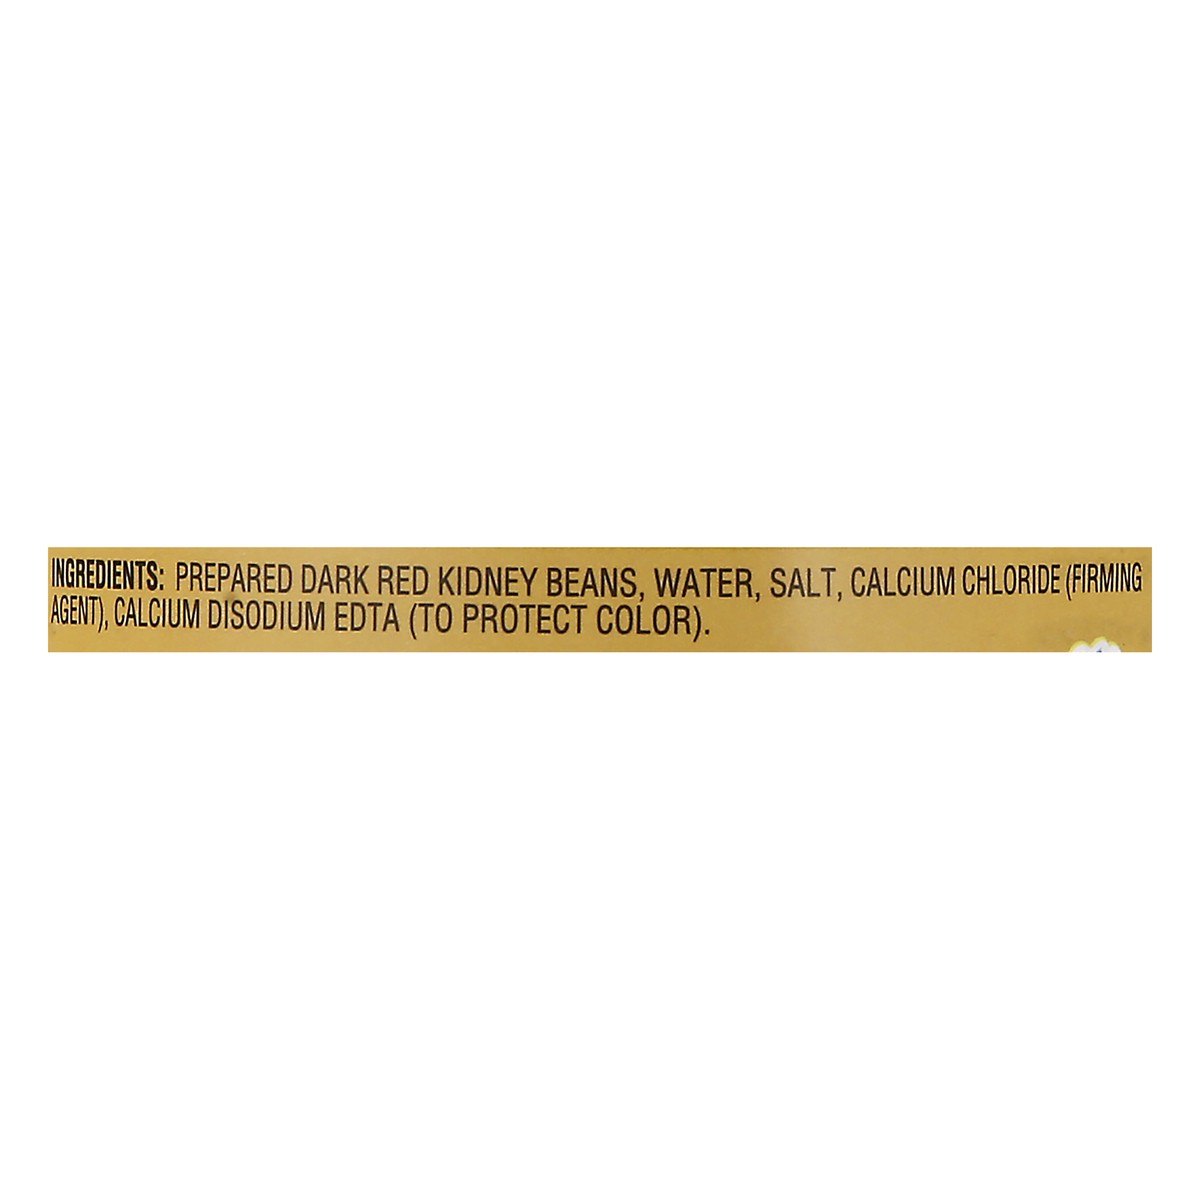 INGREDIENTS: PREPARED DARK RED KIDNEY BEANS, WATER, SALT, CALCIUM CHLORIDE (FIRMING
AGENT), CALCIUM DISODIUM EDTA (TO PROTECT COLOR).